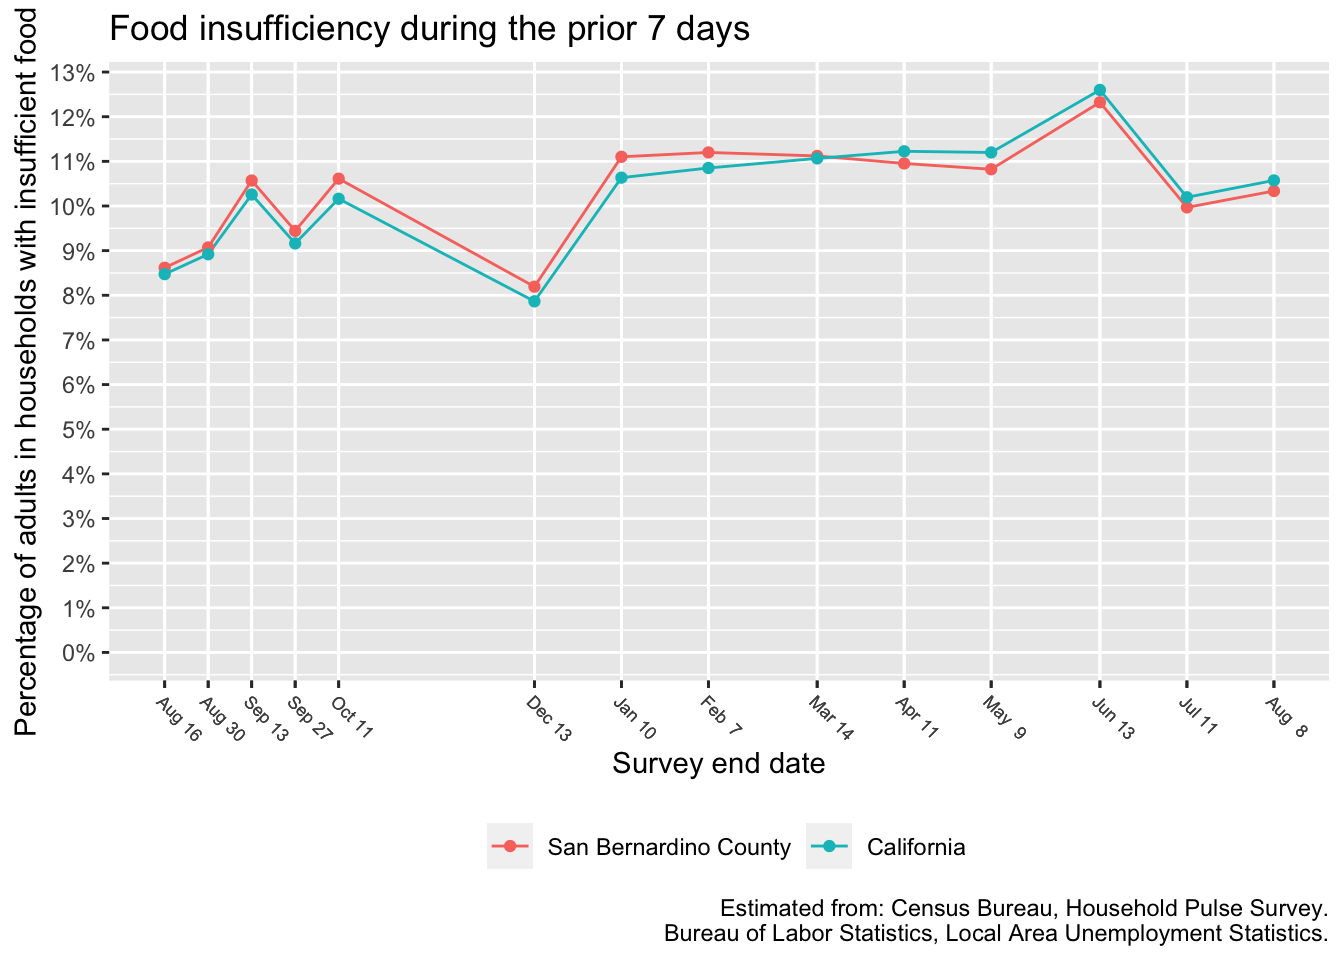 Food insufficiency during the prior 7 days
Percentage of adults in households with insufficient food
13%
12%
11%
10%
9%
8%
7%
6%
5%
4%
3%
2%
1%
0%
Aug 16
Aug 30
Sep 13
Sep 27
Oct 11
Dec 13
Jan 10
Feb 7
Mar 14
Apr 11
May 9
Jun 13
Jul 11
Aug 8
Survey end date
San Bernardino County
California
Estimated from: Census Bureau, Household Pulse Survey.
Bureau of Labor Statistics, Local Area Unemployment Statistics.